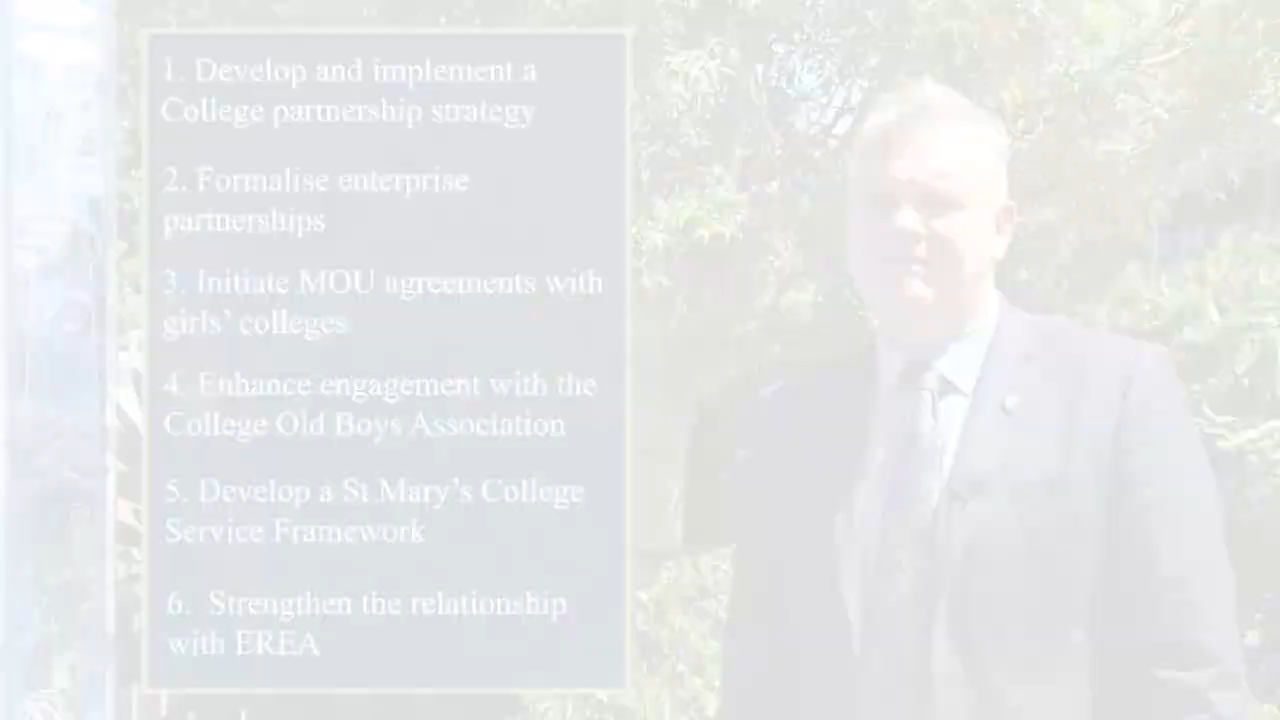 1. Develop and implement a
College partnership strategy
2. Formalise enterprise
partnerships
3. Initiate MOU agreements with
girls' colleges
4. Enhance engagement with the
College Old Boys Association
5. Develop a St Mary's College
Service Framework
6. Strengthen the relationship
with EREA